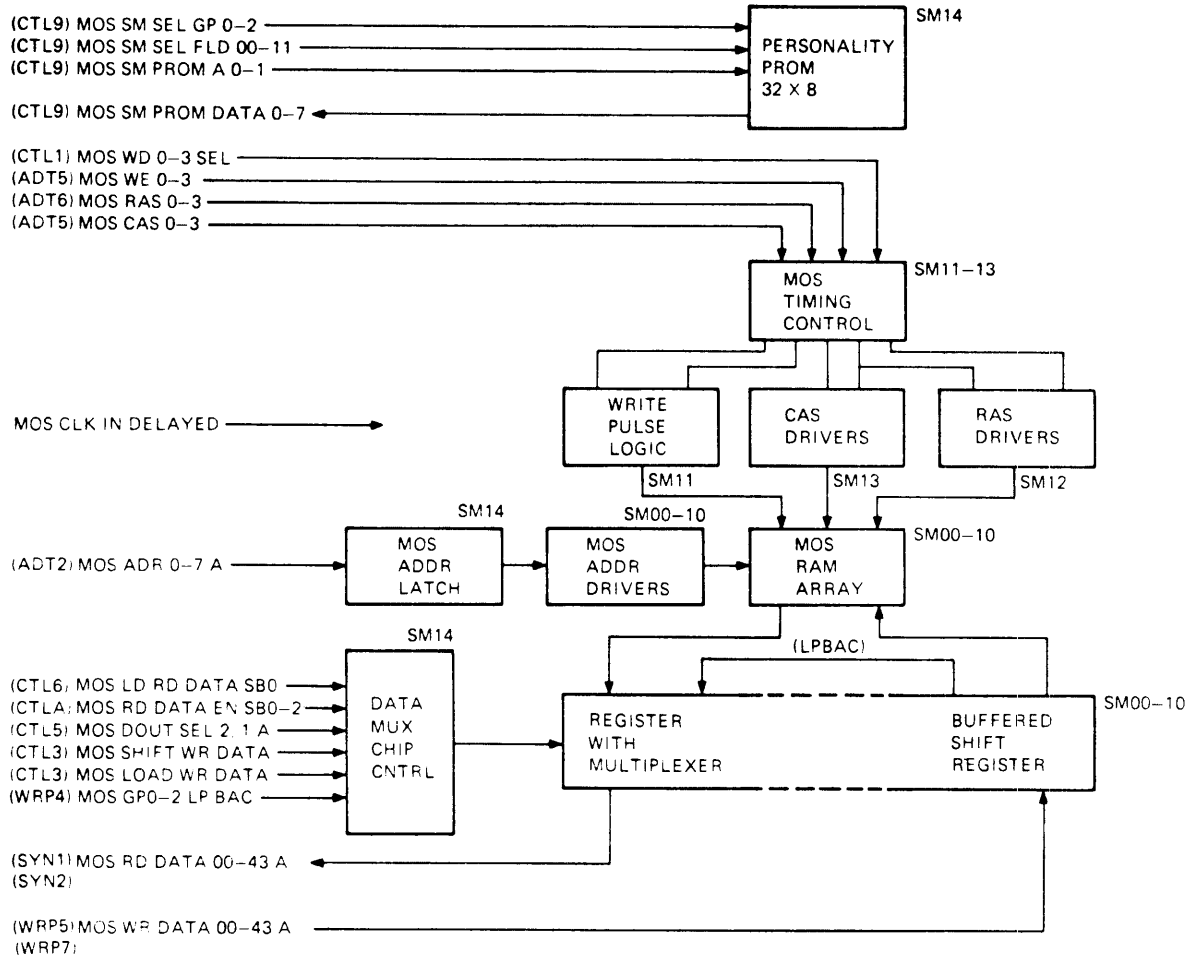 SM14
(CTL9) MOS SM SEL GP 0–2
(CTL9) MOS SM SEL FLD 00–11
(CTL9) MOS SM PROM A 0–1
(CTL9) MOS SM PROM DATA 0–7
PERSONALITY
PROM
32 X 8
(CTL1) MOS WD 0–3 SEL
(ADT5) MOS WE 0–3
(ADT6) MOS RAS 0–3
(ADT5) MOS CAS 0–3
SM11–13
MOS
TIMING
CONTROL
MOS CLK IN DELAYED
WRITE
PULSE
LOGIC
CAS
DRIVERS
RAS
DRIVERS
SM11
SM13
SM12
SM14
SM00–10
SM00–10
(ADT2) MOS ADR 0–7 A
MOS
ADDR
LATCH
MOS
ADDR
DRIVERS
MOS
RAM
ARRAY
SM14
(LPBAC)
(CTL6) MOS LD RD DATA SB0
(CTLA) MOS RD DATA EN SB0–2
(CTL5) MOS DOUT SEL 2, 1 A
(CTL3) MOS SHIFT WR DATA
(CTL3) MOS LOAD WR DATA
(WRP4) MOS GP0–2 LP BAC
DATA
MUX
CHIP
CNTRL
REGISTER
WITH
MULTIPLEXER
BUFFERED
SHIFT
REGISTER
SM00–10
(SYN1) MOS RD DATA 00–43 A
(SYN2)
(WRP5) MOS WR DATA 00–43 A
(WRP7)